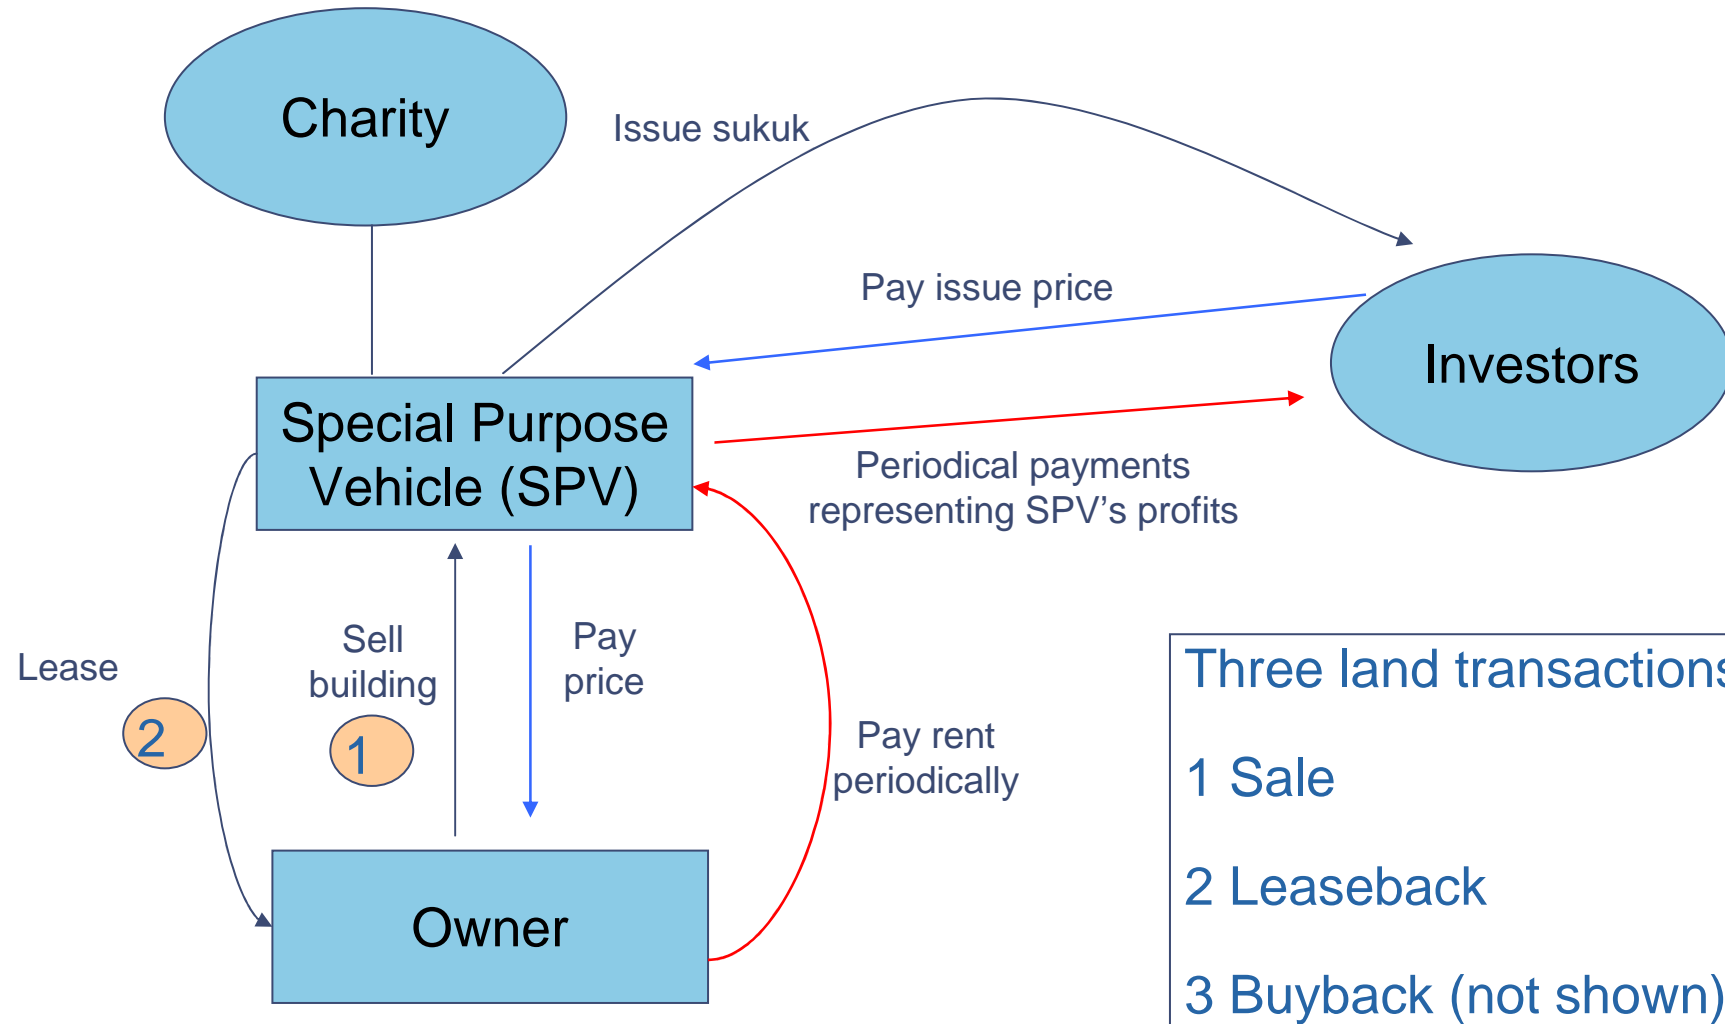 Charity
Issue sukuk
Pay issue price
Investors
Special Purpose
Vehicle (SPV)
Periodical payments
representing SPV’s profits
Lease
2
Sell
building
1
Pay
price
Pay rent
periodically
Owner
Three land transactions
1 Sale
2 Leaseback
3 Buyback (not shown)